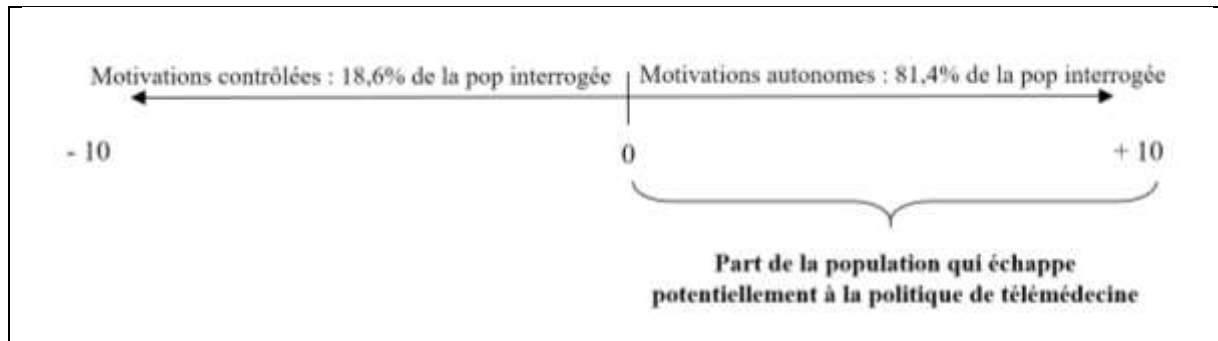 Motivations contrôlées : 18,6% de la pop interrogée
Motivations autonomes : 81,4% de la pop interrogée
- 10
0
+ 10
Part de la population qui échappe
potentiellement à la politique de télémédecine